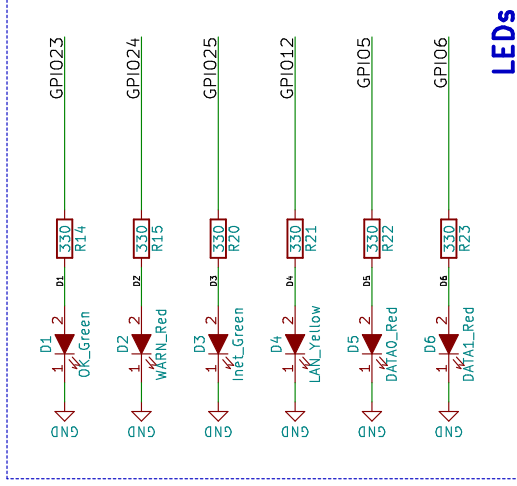 LEDs
GPIO23
GPIO24
GPIO25
GPIO12
GPIO5
GPIO6
330
R14
330
R15
330
R20
330
R21
330
R22
330
R23
D1
D2
D3
D4
D5
D6
2
D1
1
OK_Green
2
D2
1
WARN_Red
2
D3
1
Inet_Green
2
D4
1
LAN_Yellow
2
D5
1
DATA0_Red
2
D6
1
DATA1_Red
GND
GND
GND
GND
GND
GND